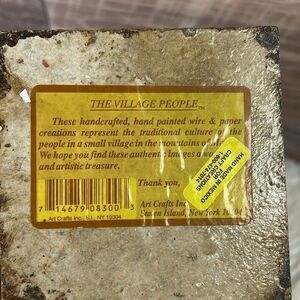 THE VILLAGE PEOPLE™
These handcrafted, hand painted wire & paper
creations represent the traditional culture of the
people in a small village in the mountains of
We hope you find these authentic images a
and artistic treasure.
Thank you,
Art Crafts Inc.
Staten Island, New York 10304
7 14679 08300 3
Art Crafts Inc. S.I., NY 10304
HAND MADE IN MEXICO
FOR
CRAFT CREATIONS